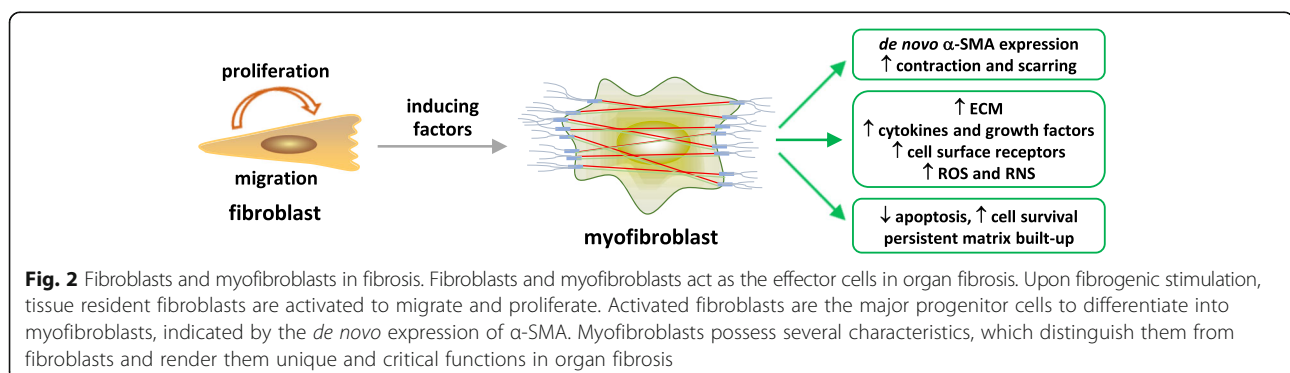 proliferation
migration
fibroblast
inducing
factors
myofibroblast
de novo α-SMA expression
↑ contraction and scarring
↑ ECM
↑ cytokines and growth factors
↑ cell surface receptors
↑ ROS and RNS
↓ apoptosis, ↑ cell survival
persistent matrix built-up
Fig. 2 Fibroblasts and myofibroblasts in fibrosis. Fibroblasts and myofibroblasts act as the effector cells in organ fibrosis. Upon fibrogenic stimulation,
tissue resident fibroblasts are activated to migrate and proliferate. Activated fibroblasts are the major progenitor cells to differentiate into
myofibroblasts, indicated by the de novo expression of α-SMA. Myofibroblasts possess several characteristics, which distinguish them from
fibroblasts and render them unique and critical functions in organ fibrosis